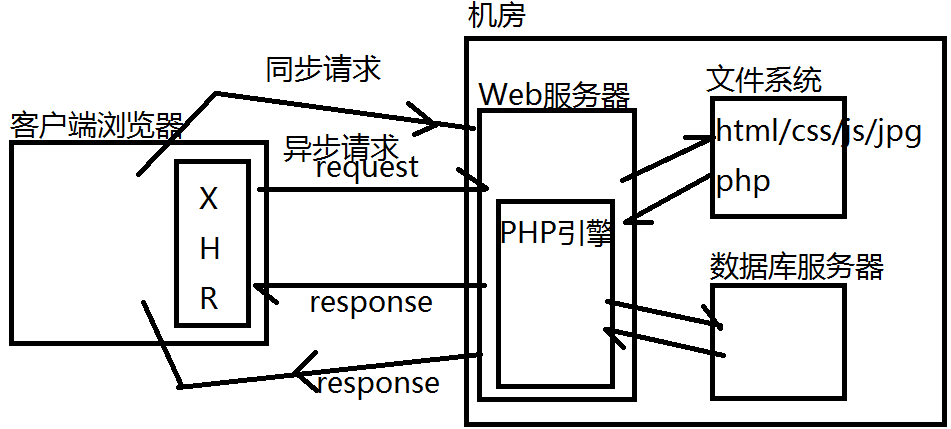 机房
同步请求
Web服务器
文件系统
客户端浏览器
异步请求
html/css/js/jpg
request
php
X
H
R
PHP引擎
数据库服务器
response
response